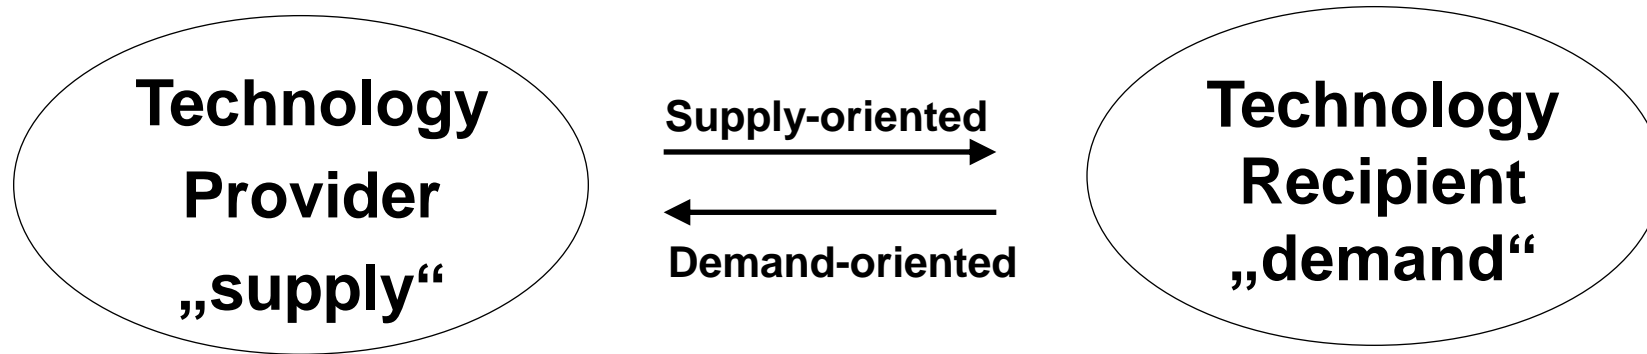 Technology
Provider
„supply“
Supply-oriented
Demand-oriented
Technology
Recipient
„demand“